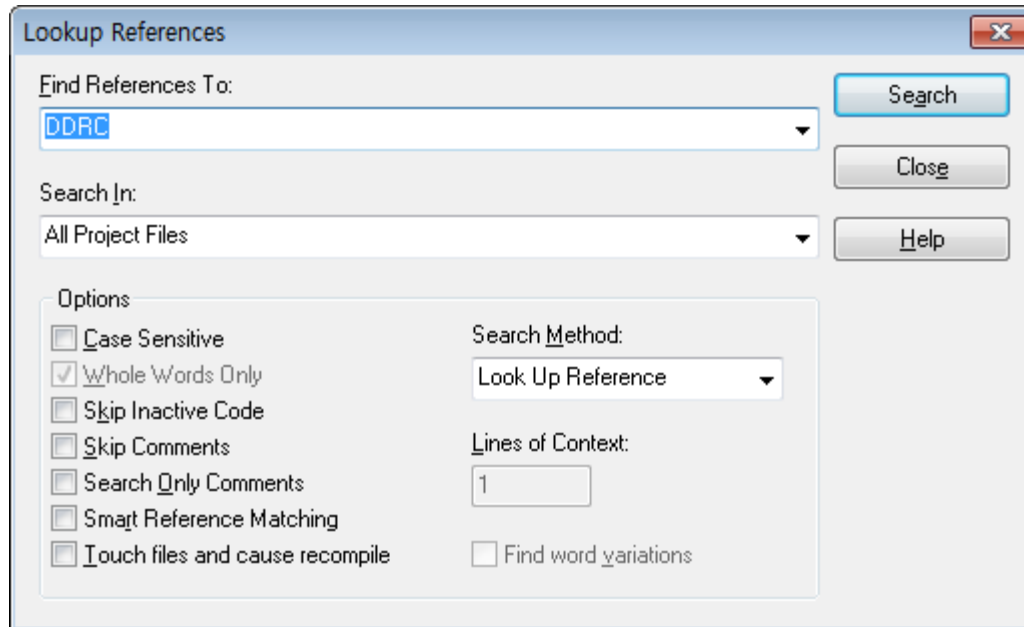 Lookup References
Find References To:
DDRC
Search
Close
Search In:
All Project Files
Help
Options
Case Sensitive
Whole Words Only
Skip Inactive Code
Skip Comments
Search Only Comments
Smart Reference Matching
Touch files and cause recompile
Search Method:
Look Up Reference
Lines of Context:
1
Find word variations